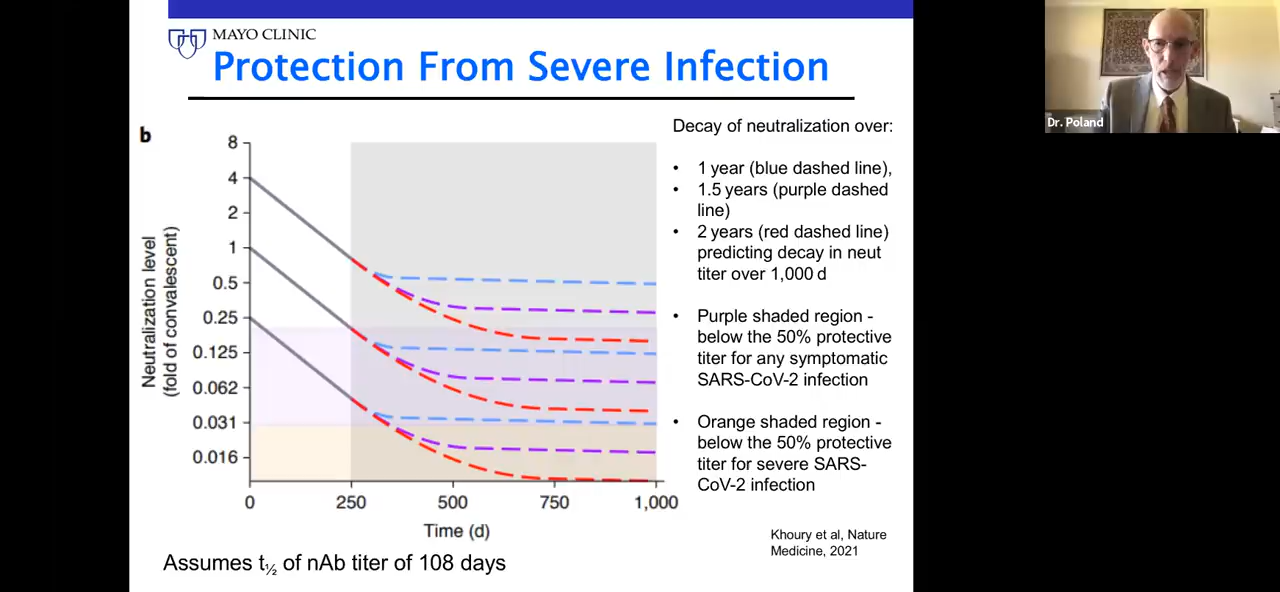 MAYO CLINIC
Protection From Severe Infection
b
8
4
2
1
0.5
0.25
0.125
0.062
0.031
0.016
Neutralization level
(fold of convalescent)
0 250 500 750 1,000
Time (d)
Assumes t½ of nAb titer of 108 days
Decay of neutralization over:
• 1 year (blue dashed line),
• 1.5 years (purple dashed
line)
• 2 years (red dashed line)
predicting decay in neut
titer over 1,000 d
• Purple shaded region -
below the 50% protective
titer for any symptomatic
SARS-CoV-2 infection
• Orange shaded region -
below the 50% protective
titer for severe SARS-
CoV-2 infection
Khoury et al, Nature
Medicine, 2021
Dr. Poland